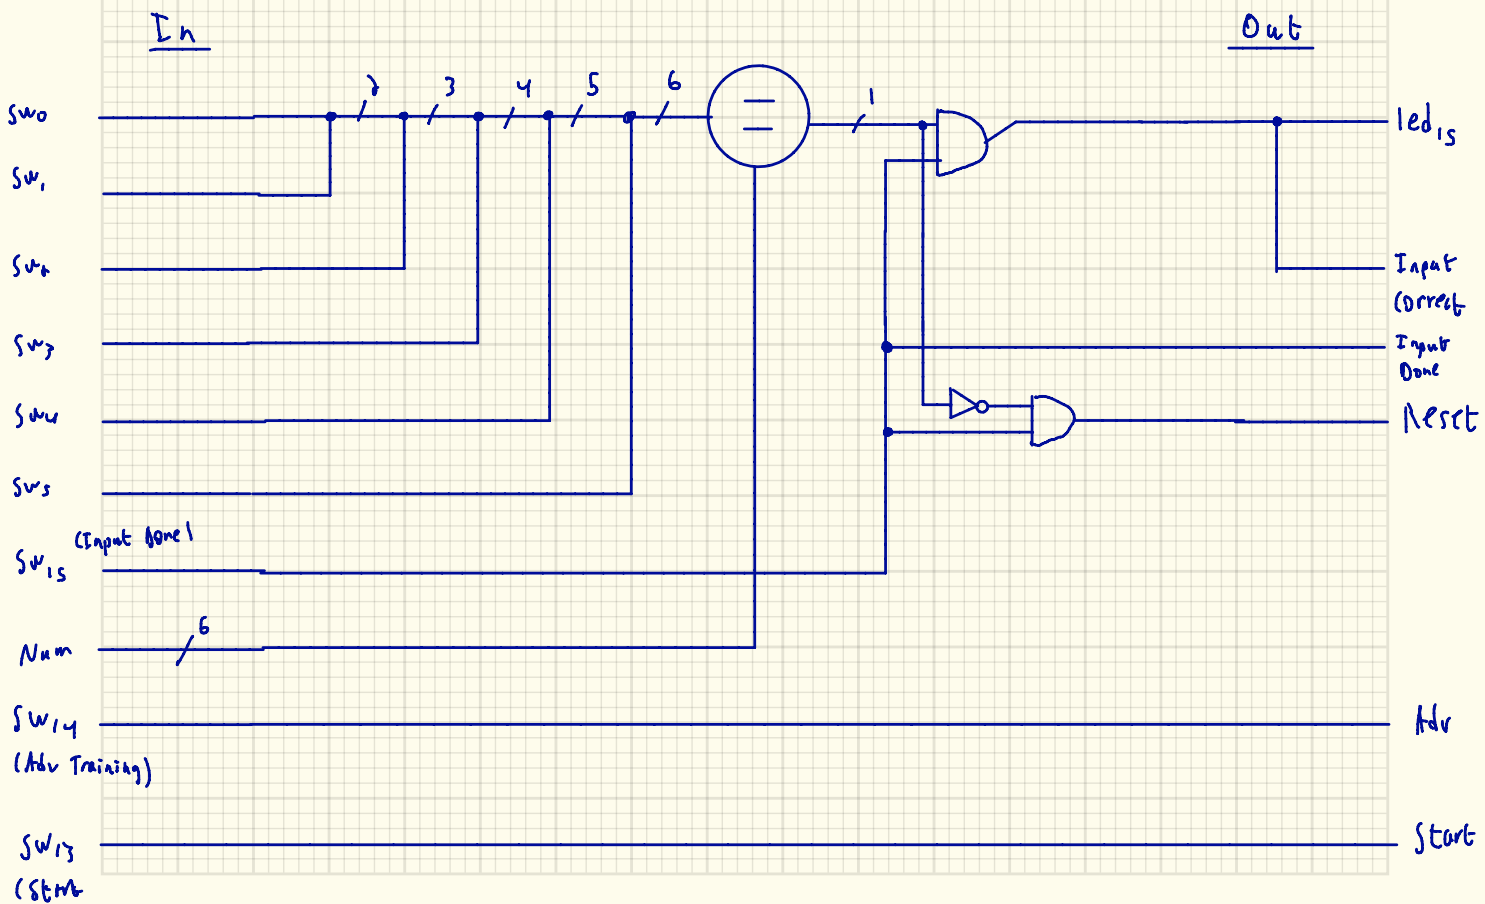 In
Out
2
3
4
5
6
1
SW0
led15
SW1
SW2
Input
Correct
SW3
Input
Done
SW4
Reset
SW5
(Input Done)
SW15
6
Num
SW14
Adv
(Adv Training)
SW13
Start
(Start